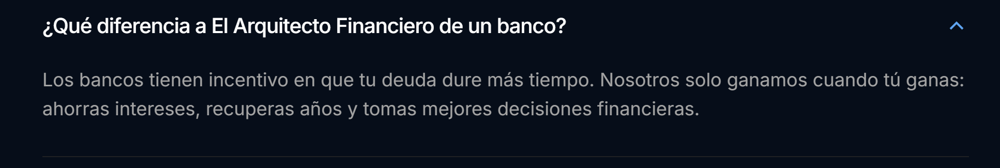 ¿Qué diferencia a El Arquitecto Financiero de un banco?
Los bancos tienen incentivo en que tu deuda dure más tiempo. Nosotros solo ganamos cuando tú ganas:
ahorras intereses, recuperas años y tomas mejores decisiones financieras.